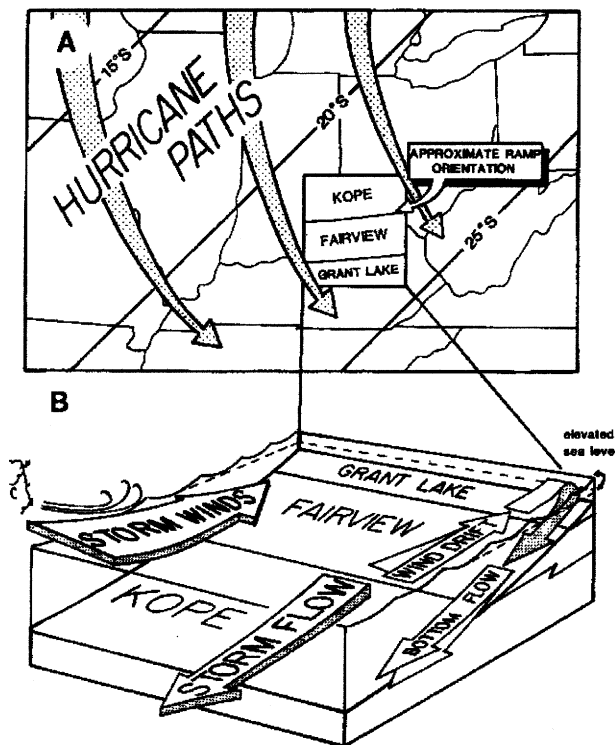 A
15°S
HURRICANE
PATHS
20°S
APPROXIMATE RAMP
ORIENTATION
KOPE
FAIRVIEW
GRANT LAKE
25°S
B
elevated
sea level
GRANT LAKE
FAIRVIEW
STORM WINDS
WIND DRIFT
KOPE
STORM FLOW
BOTTOM FLOW